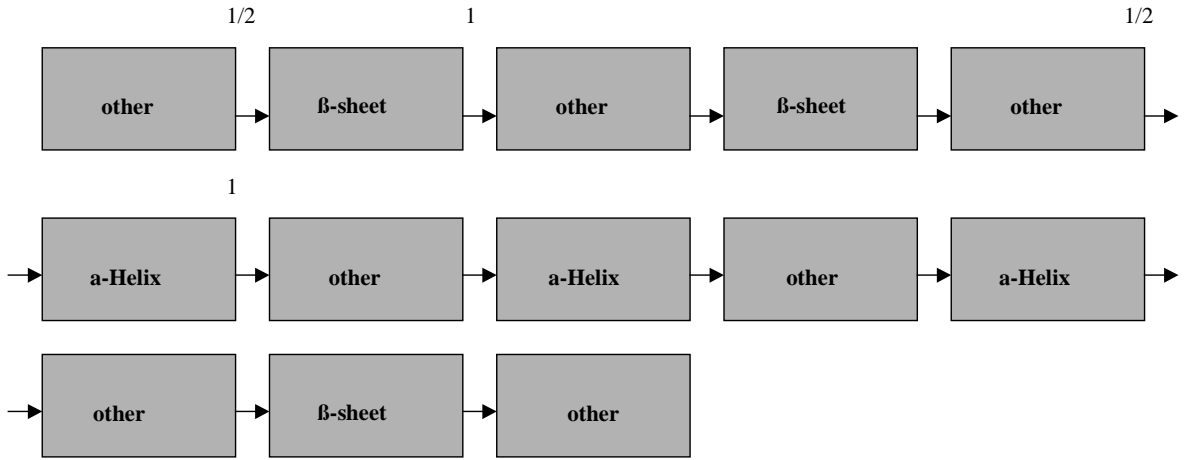 1/2 1 1/2
other ß-sheet other ß-sheet other
1
a-Helix other a-Helix other a-Helix
other ß-sheet other